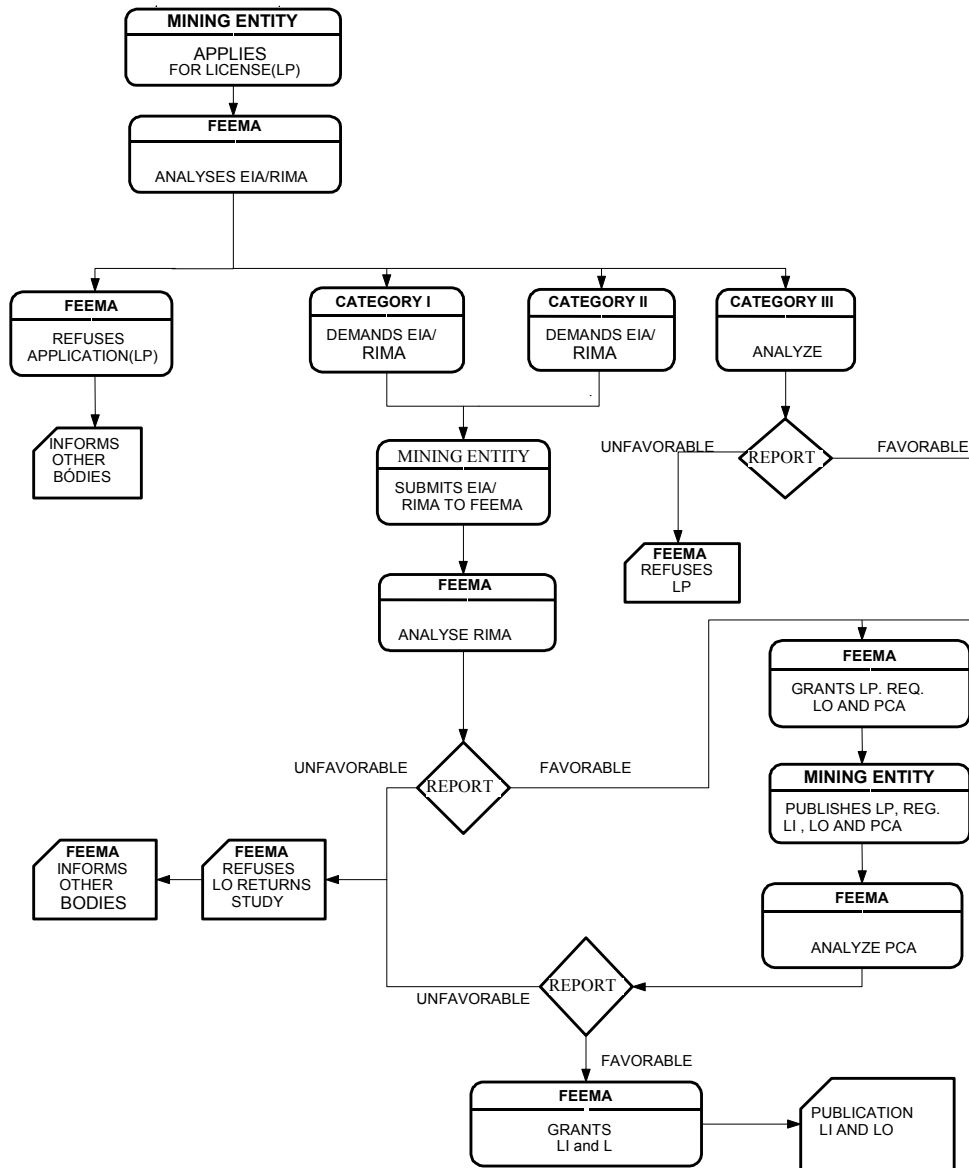 MINING ENTITY
APPLIES
FOR LICENSE(LP)
FEEMA
ANALYSES EIA/RIMA
FEEMA
REFUSES
APPLICATION(LP)
CATEGORY I
DEMANDS EIA/
RIMA
CATEGORY II
DEMANDS EIA/
RIMA
CATEGORY III
ANALYZE
INFORMS
OTHER
BÓDIES
MINING ENTITY
SUBMITS EIA/
RIMA TO FEEMA
UNFAVORABLE
REPORT
FAVORABLE
FEEMA
REFUSES
LP
FEEMA
ANALYSE RIMA
FEEMA
GRANTS LP. REQ.
LO AND PCA
UNFAVORABLE
REPORT
FAVORABLE
MINING ENTITY
PUBLISHES LP, REG.
LI , LO AND PCA
FEEMA
INFORMS
OTHER
BODIES
FEEMA
REFUSES
LO RETURNS
STUDY
FEEMA
ANALYZE PCA
UNFAVORABLE
REPORT
FAVORABLE
FEEMA
GRANTS
LI and L
PUBLICATION
LI AND LO